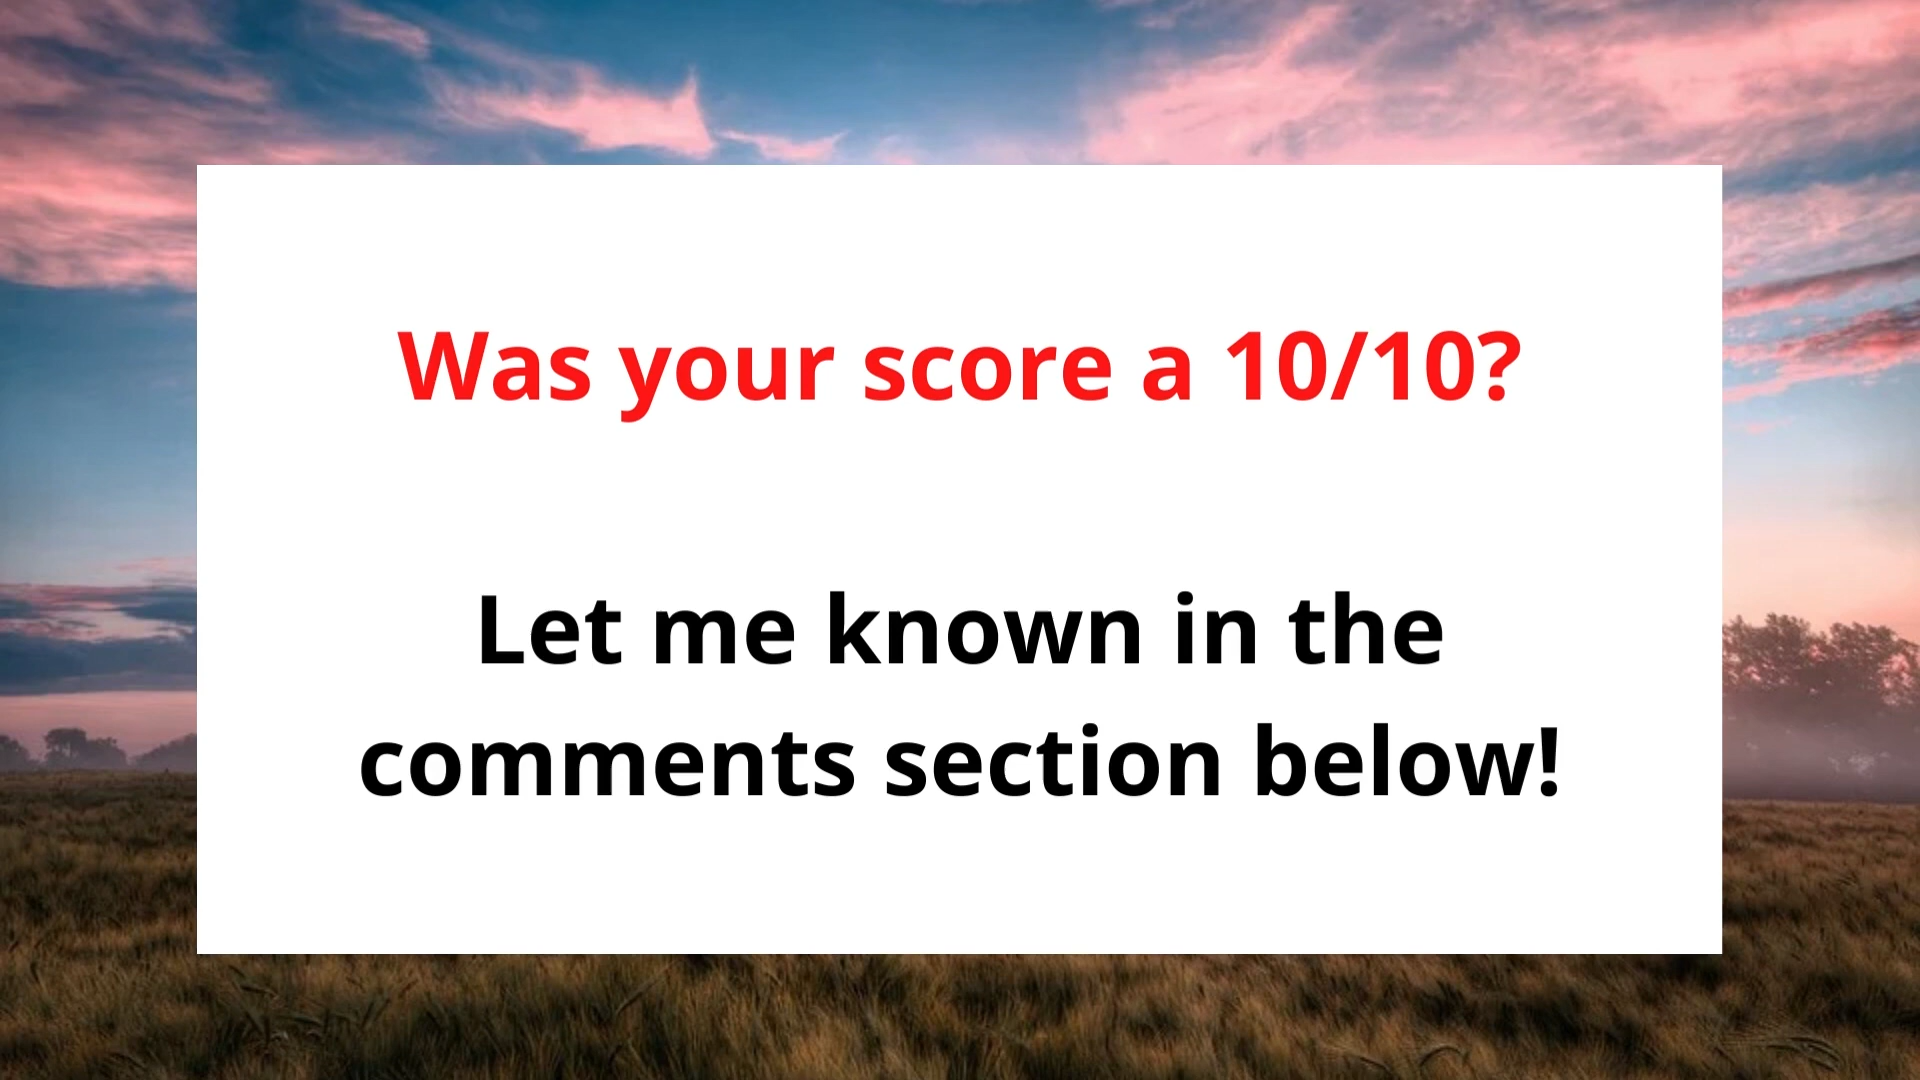 Was your score a 10/10?
Let me known in the
comments section below!